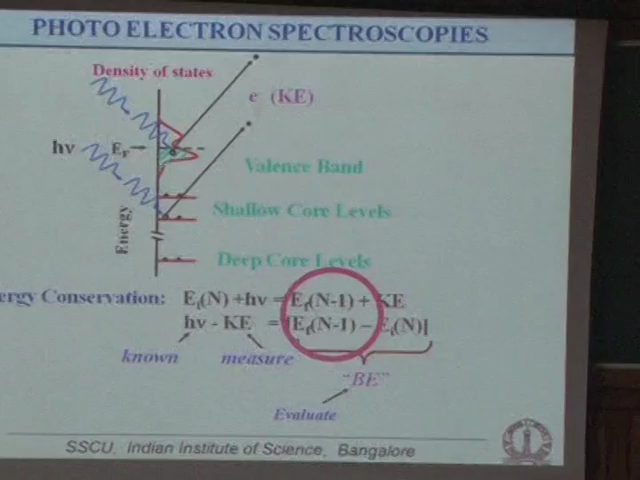 PHOTO ELECTRON SPECTROSCOPIES
Density of states
e (KE)
hν
E_F
Valence Band
Shallow Core Levels
Energy
Deep Core Levels
ergy Conservation: E_i(N) +hν = E_f(N-1) + KE
hν - KE = [E_f(N-1) – E_i(N)]
known measure
"BE"
Evaluate
SSCU, Indian Institute of Science, Bangalore